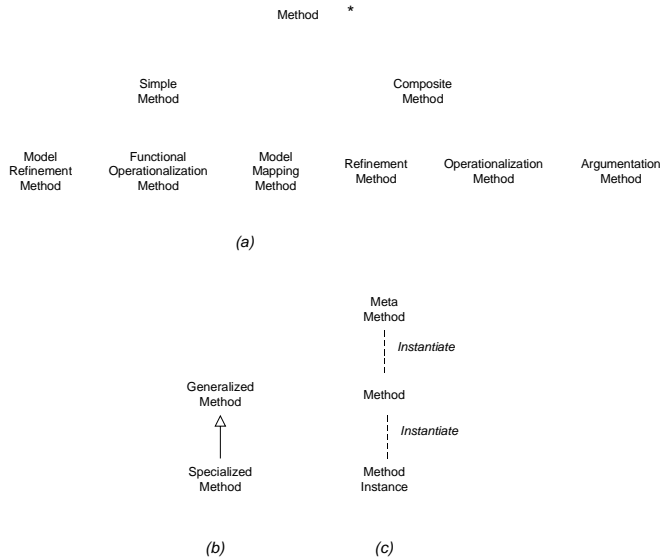 Method *
Simple
Method
Composite
Method
Model
Refinement
Method
Functional
Operationalization
Method
Model
Mapping
Method
Refinement
Method
Operationalization
Method
Argumentation
Method
(a)
Generalized
Method
Specialized
Method
(b)
Meta
Method
Instantiate
Method
Instantiate
Method
Instance
(c)